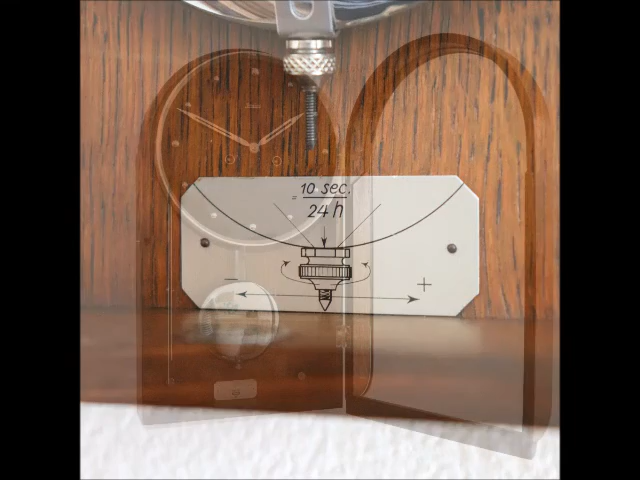 = 10 sec.
24 h
− +